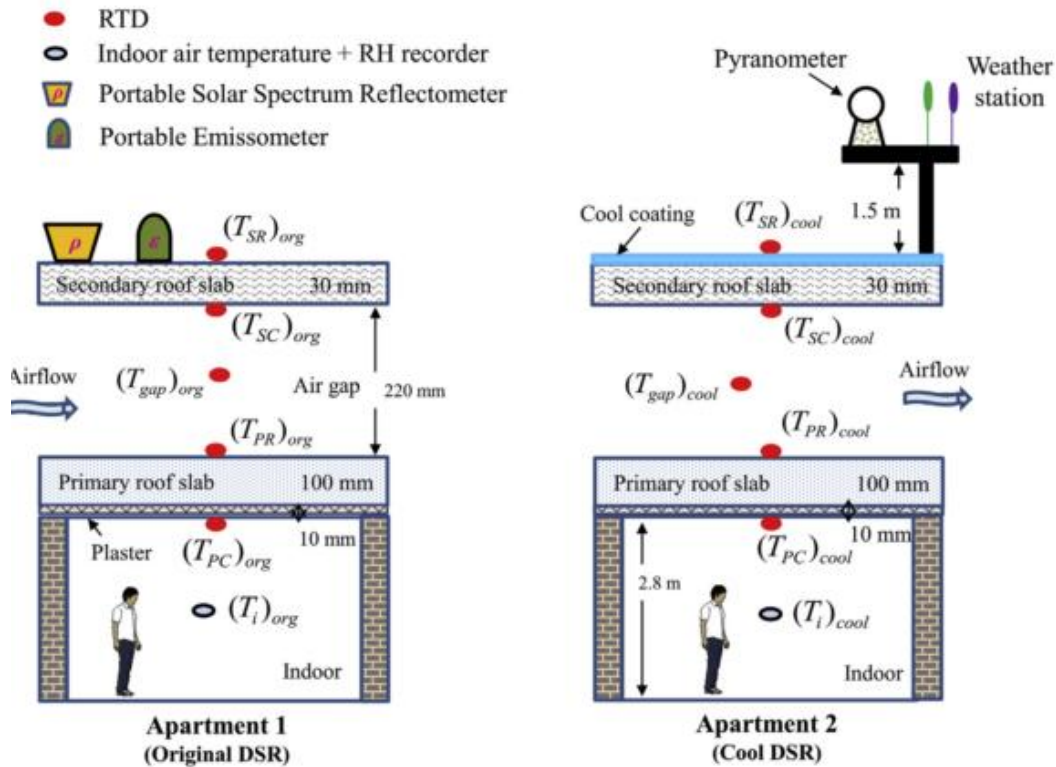 RTD
Indoor air temperature + RH recorder
ρ Portable Solar Spectrum Reflectometer
ε Portable Emissometer
Pyranometer
Weather
station
1.5 m
ρ
ε
(T_SR)_org
Secondary roof slab 30 mm
(T_SC)_org
Airflow
(T_gap)_org
Air gap
220 mm
(T_PR)_org
Primary roof slab 100 mm
Plaster
10 mm
(T_PC)_org
(T_i)_org
Indoor
Apartment 1
(Original DSR)
Cool coating
(T_SR)_cool
Secondary roof slab 30 mm
(T_SC)_cool
(T_gap)_cool
Airflow
(T_PR)_cool
Primary roof slab 100 mm
10 mm
(T_PC)_cool
2.8 m
(T_i)_cool
Indoor
Apartment 2
(Cool DSR)